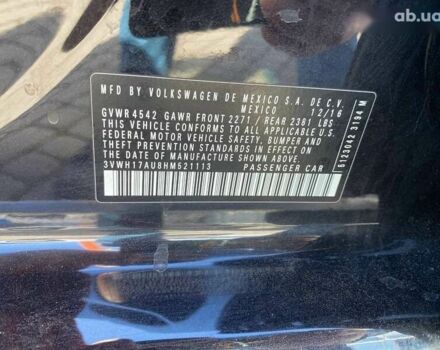 ab.ua
MFD BY VOLKSWAGEN DE MEXICO S.A. DE C.V.
MEXICO 12/16
GVWR 4542 GAWR FRONT 2271 / REAR 2381 LBS
THIS VEHICLE CONFORMS TO ALL APPLICABLE U.S.
FEDERAL MOTOR VEHICLE SAFETY, BUMPER AND
THEFT PREVENTION STANDARDS IN EFFECT ON
THE DATE OF MANUFACTURE SHOWN ABOVE
3VWH17AU8HM521113 PASSENGER CAR
5123042 3194 M